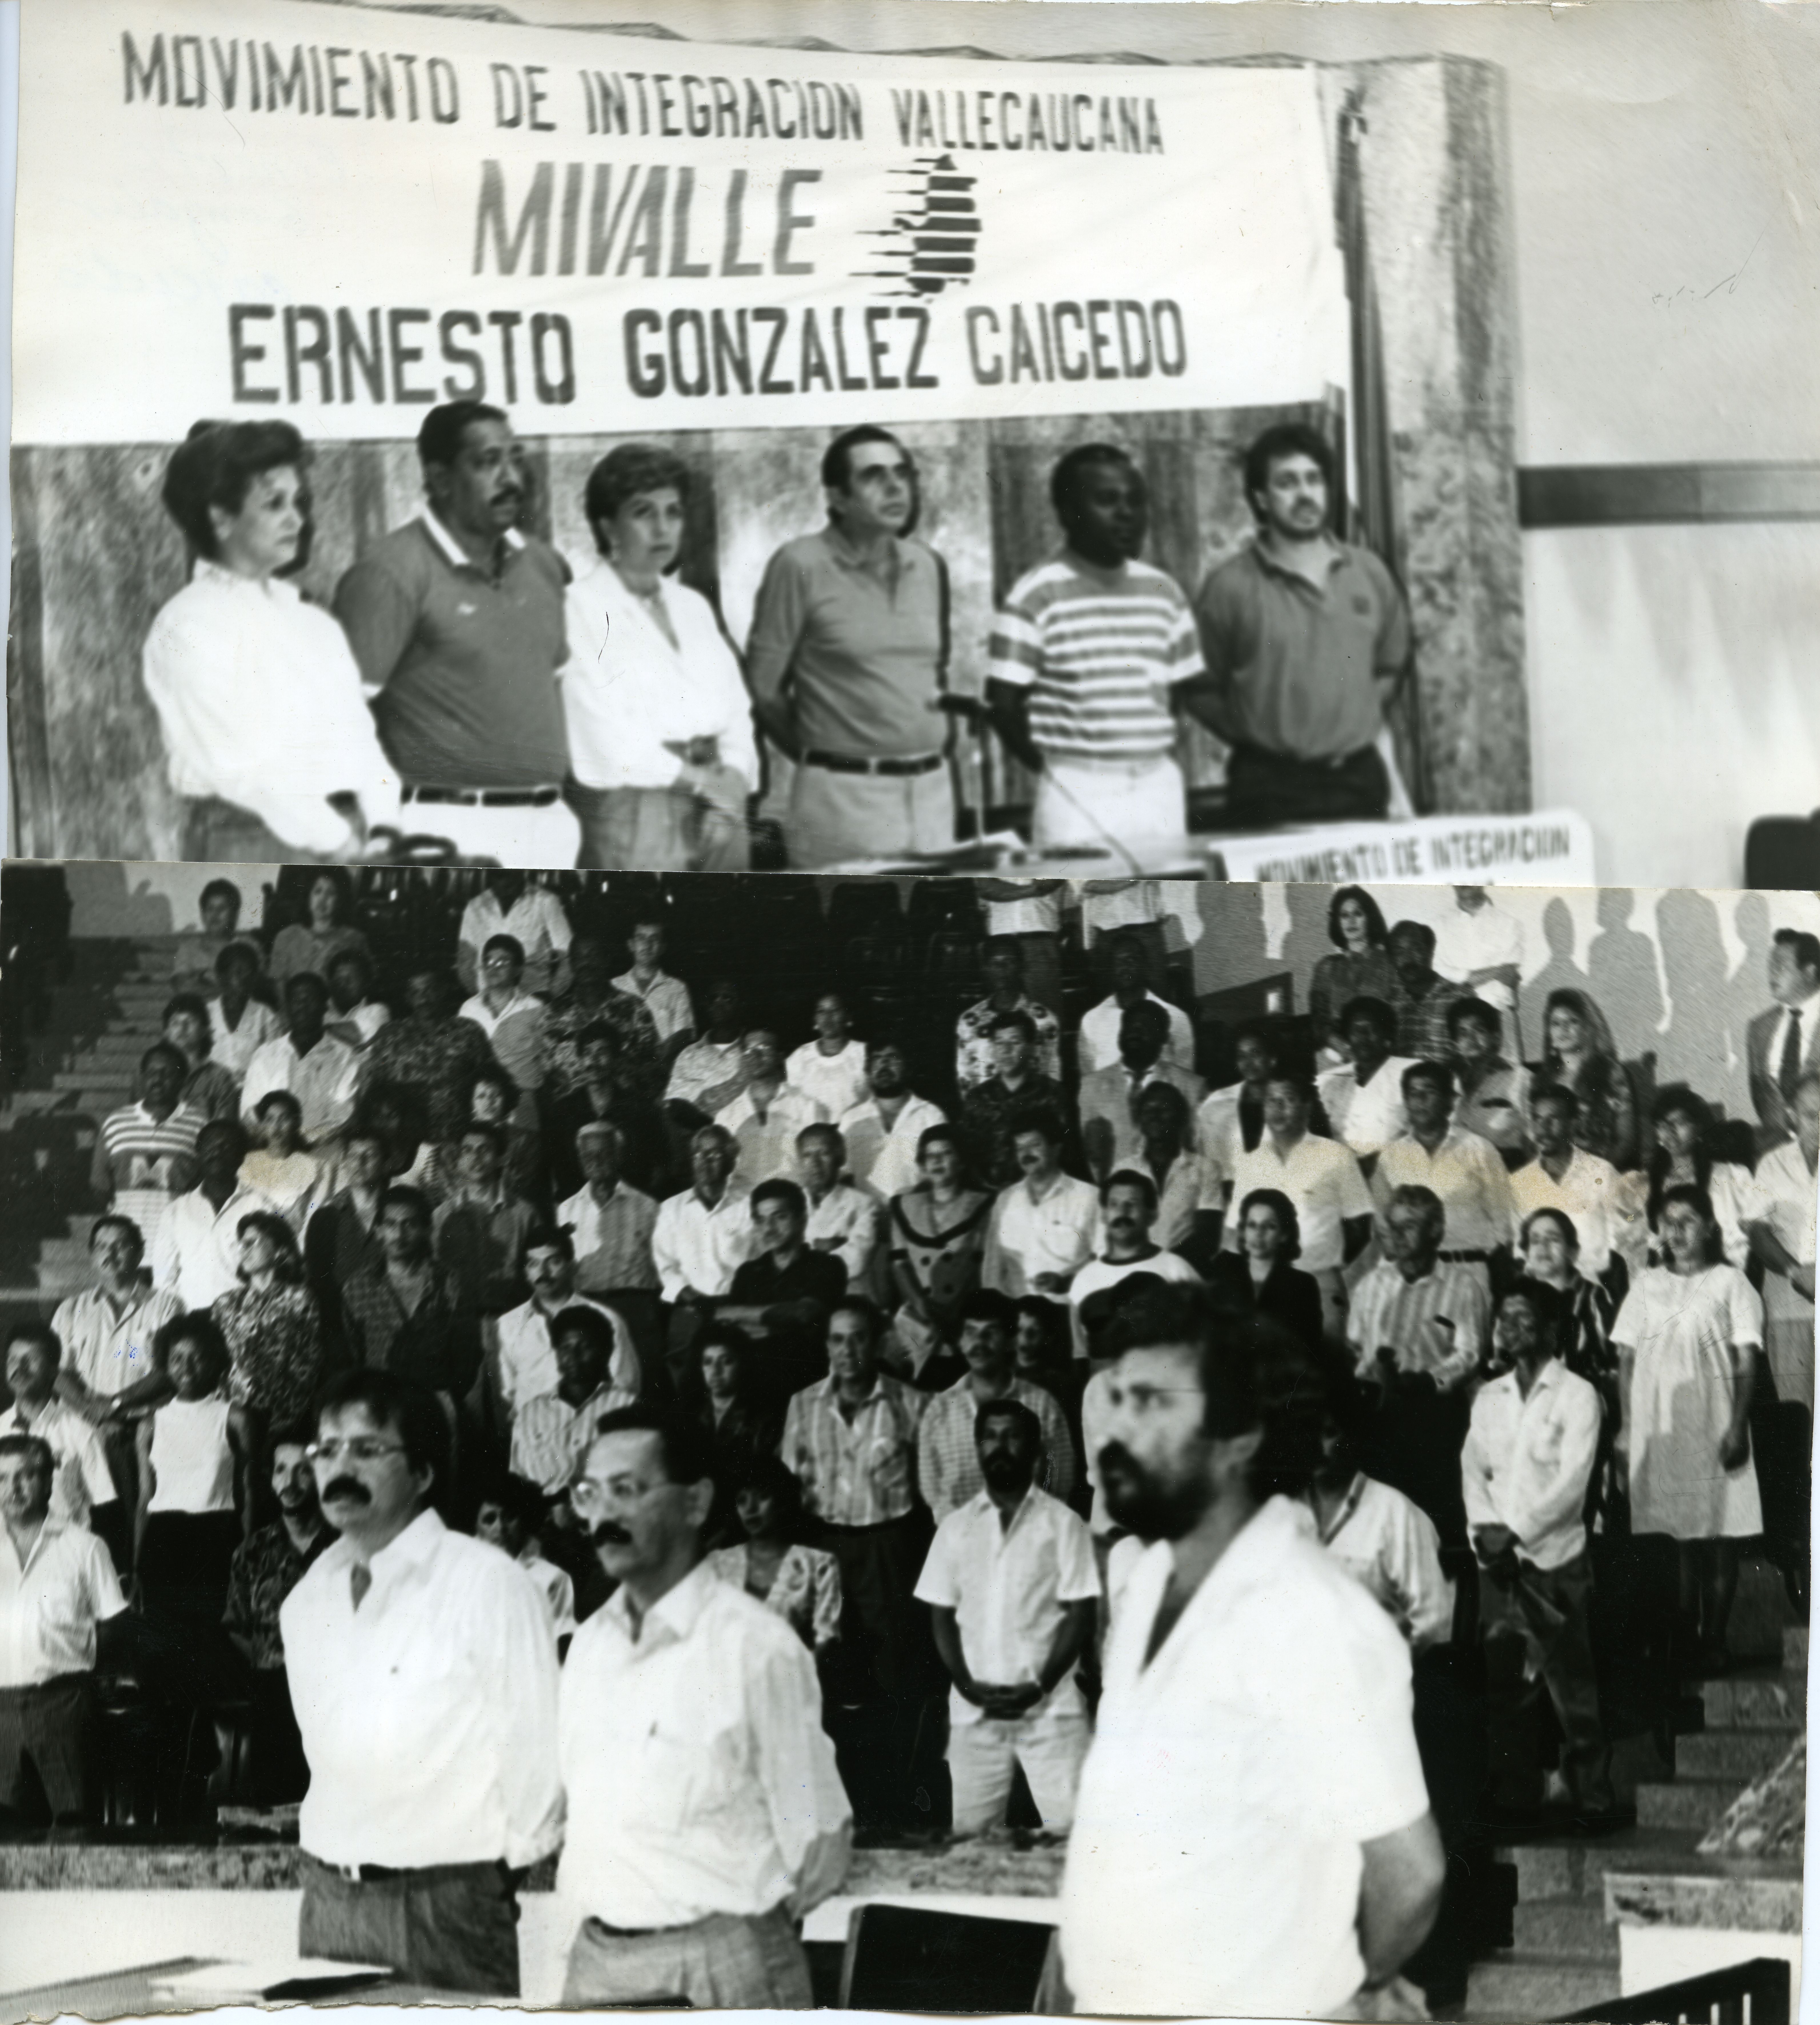 MOVIMIENTO DE INTEGRACION VALLECAUCANA
MIVALLE
ERNESTO GONZALEZ CAICEDO
MOVIMIENTO DE INTEGRACION